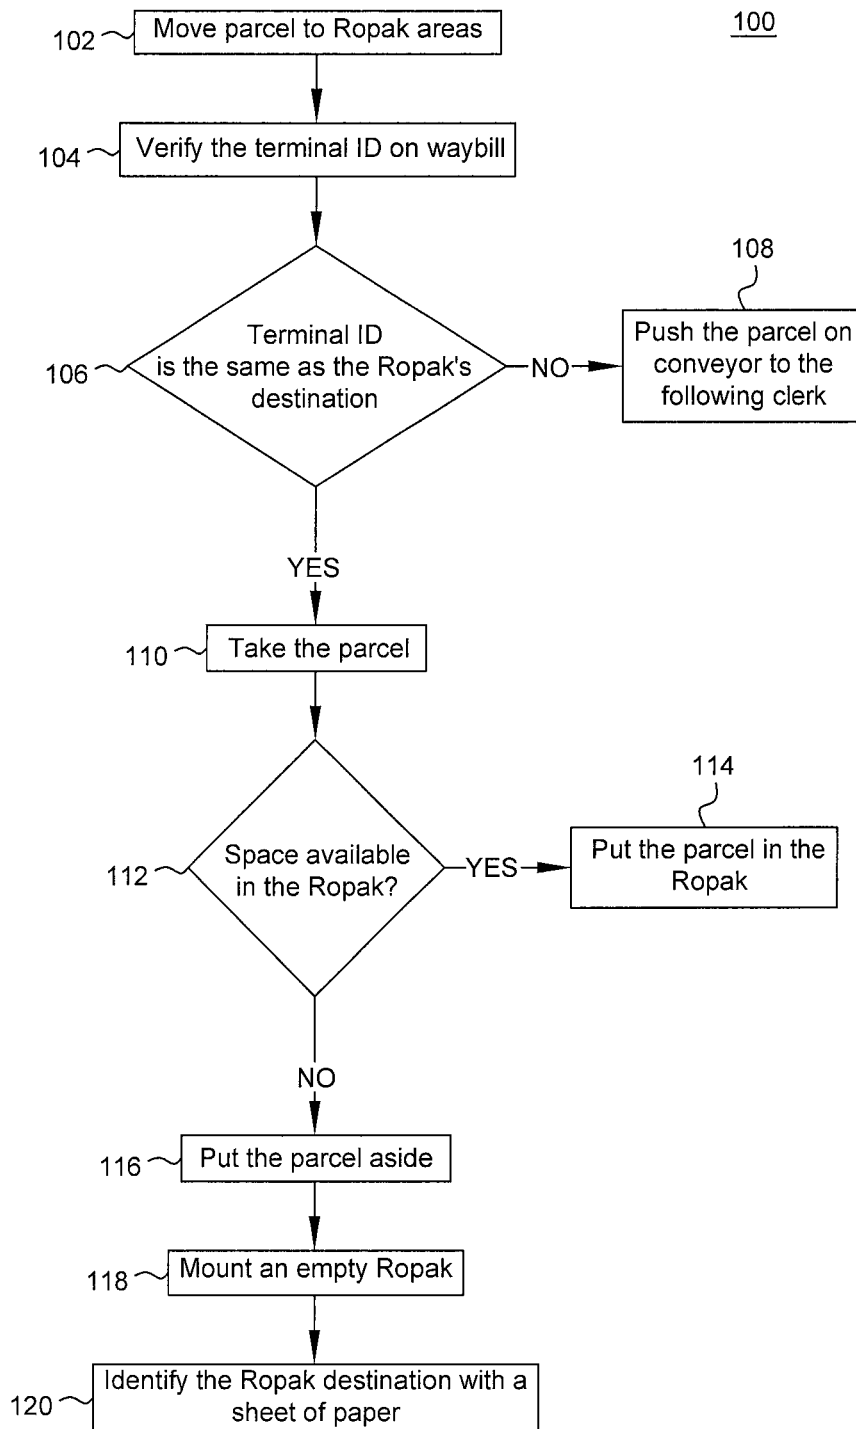 100
102
Move parcel to Ropak areas
104
Verify the terminal ID on waybill
106
Terminal ID
is the same as the Ropak's
destination
NO
108
Push the parcel on
conveyor to the
following clerk
YES
110
Take the parcel
112
Space available
in the Ropak?
YES
114
Put the parcel in the
Ropak
NO
116
Put the parcel aside
118
Mount an empty Ropak
120
Identify the Ropak destination with a
sheet of paper